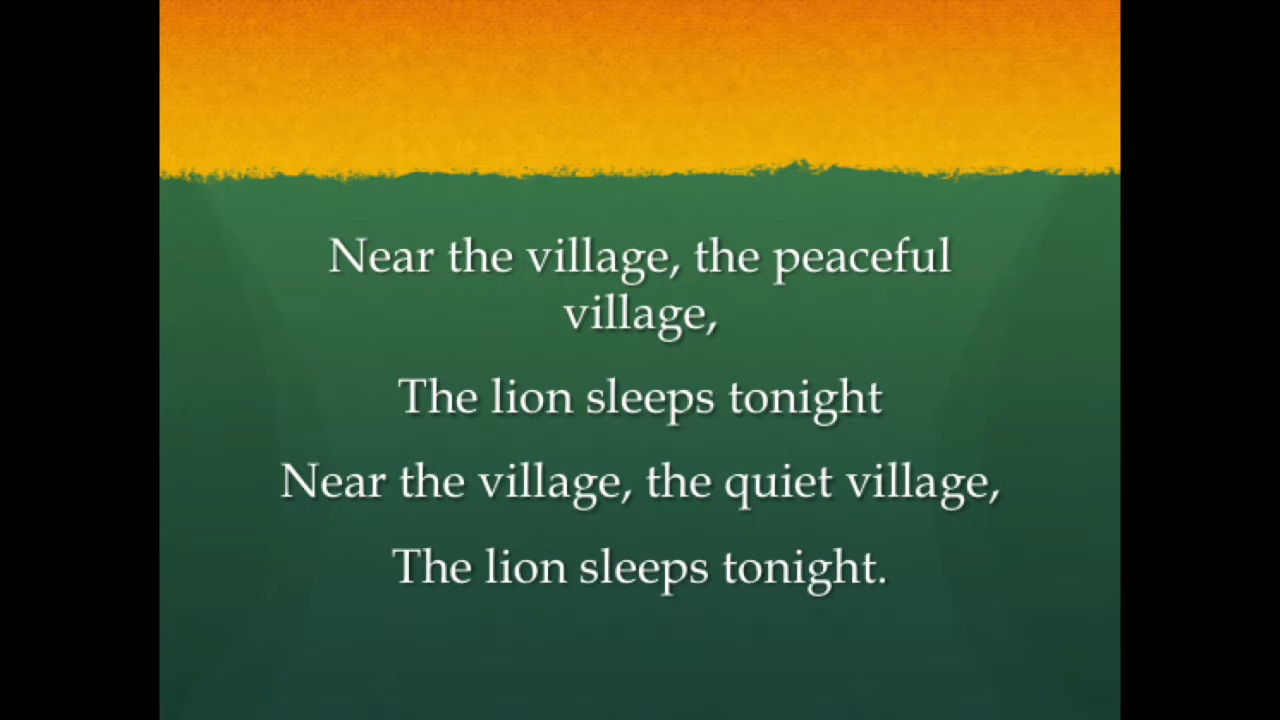 Near the village, the peaceful
village,
The lion sleeps tonight
Near the village, the quiet village,
The lion sleeps tonight.